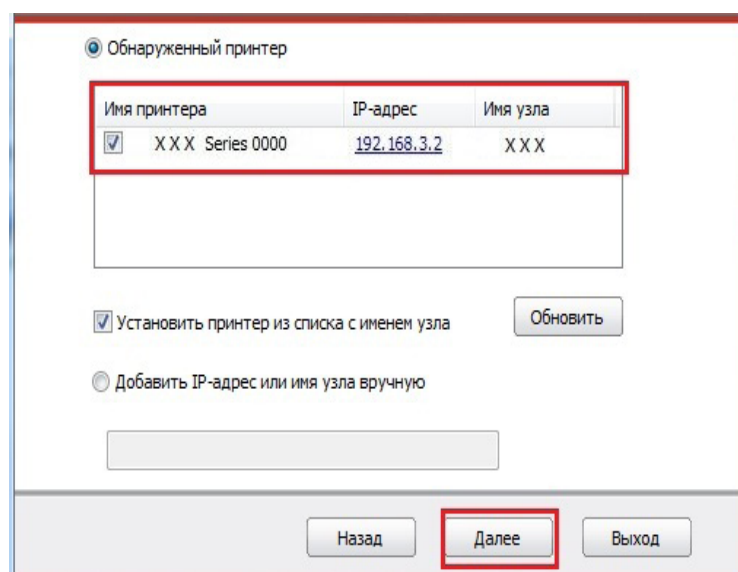 Обнаруженный принтер
Имя принтера IP-адрес Имя узла
X X X Series 0000 192.168.3.2 X X X
Установить принтер из списка с именем узла Обновить
Добавить IP-адрес или имя узла вручную
Назад Далее Выход